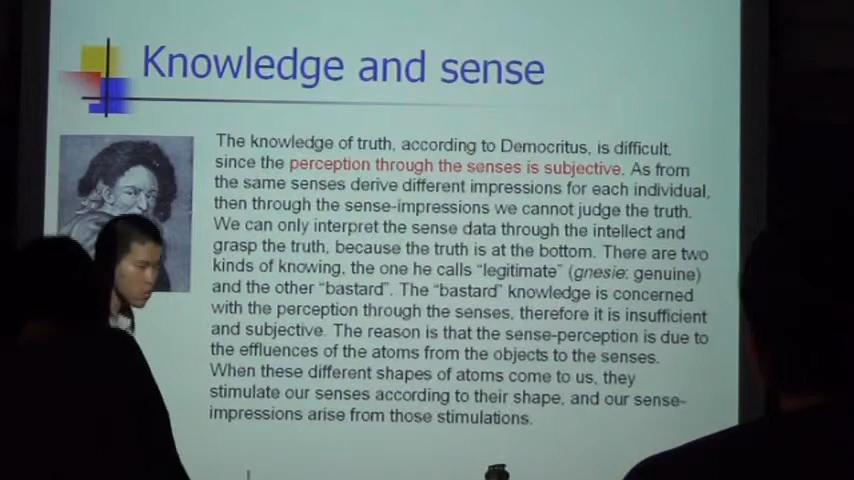 Knowledge and sense
The knowledge of truth, according to Democritus, is difficult,
since the perception through the senses is subjective. As from
the same senses derive different impressions for each individual,
then through the sense-impressions we cannot judge the truth.
We can only interpret the sense data through the intellect and
grasp the truth, because the truth is at the bottom. There are two
kinds of knowing, the one he calls “legitimate” (gnesie: genuine)
and the other “bastard”. The “bastard” knowledge is concerned
with the perception through the senses, therefore it is insufficient
and subjective. The reason is that the sense-perception is due to
the effluences of the atoms from the objects to the senses.
When these different shapes of atoms come to us, they
stimulate our senses according to their shape, and our sense-
impressions arise from those stimulations.